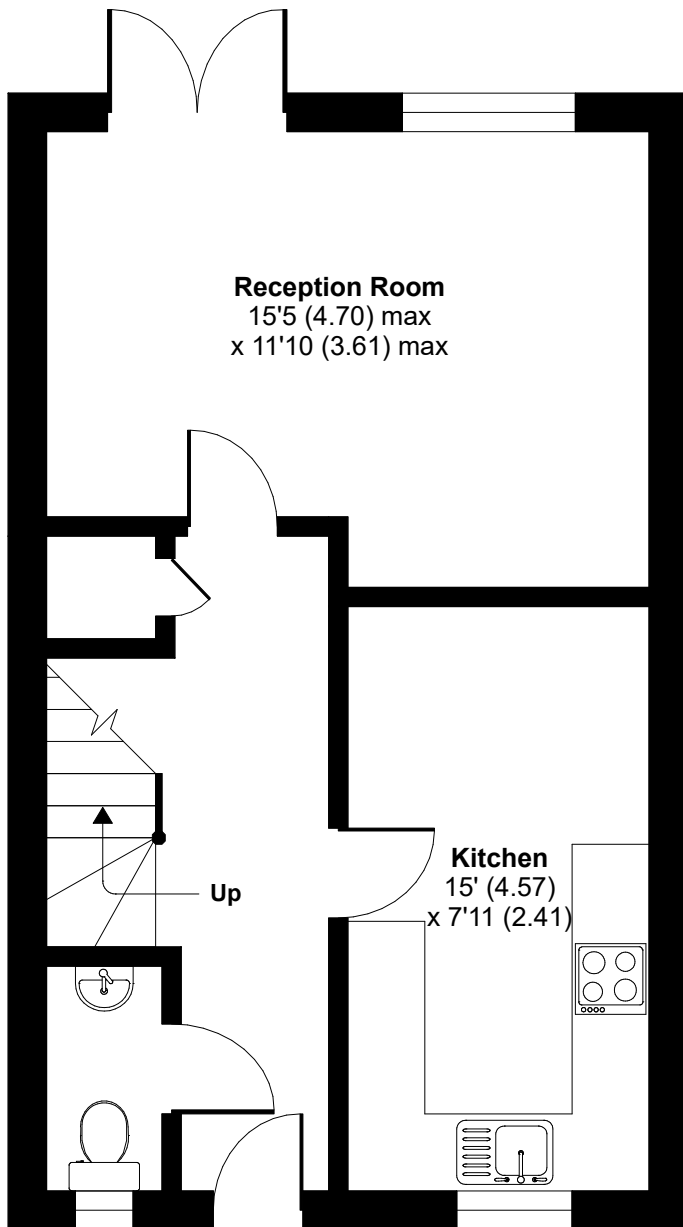 Reception Room
15'5 (4.70) max
x 11'10 (3.61) max
Kitchen
15' (4.57)
x 7'11 (2.41)
Up